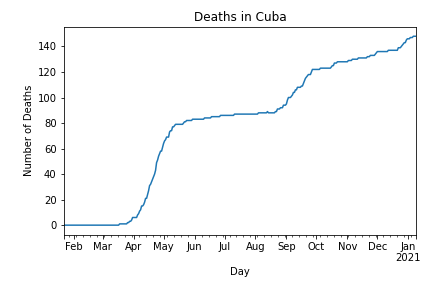 Deaths in Cuba
Number of Deaths
140
120
100
80
60
40
20
0
Feb Mar Apr May Jun Jul Aug Sep Oct Nov Dec Jan
2021
Day